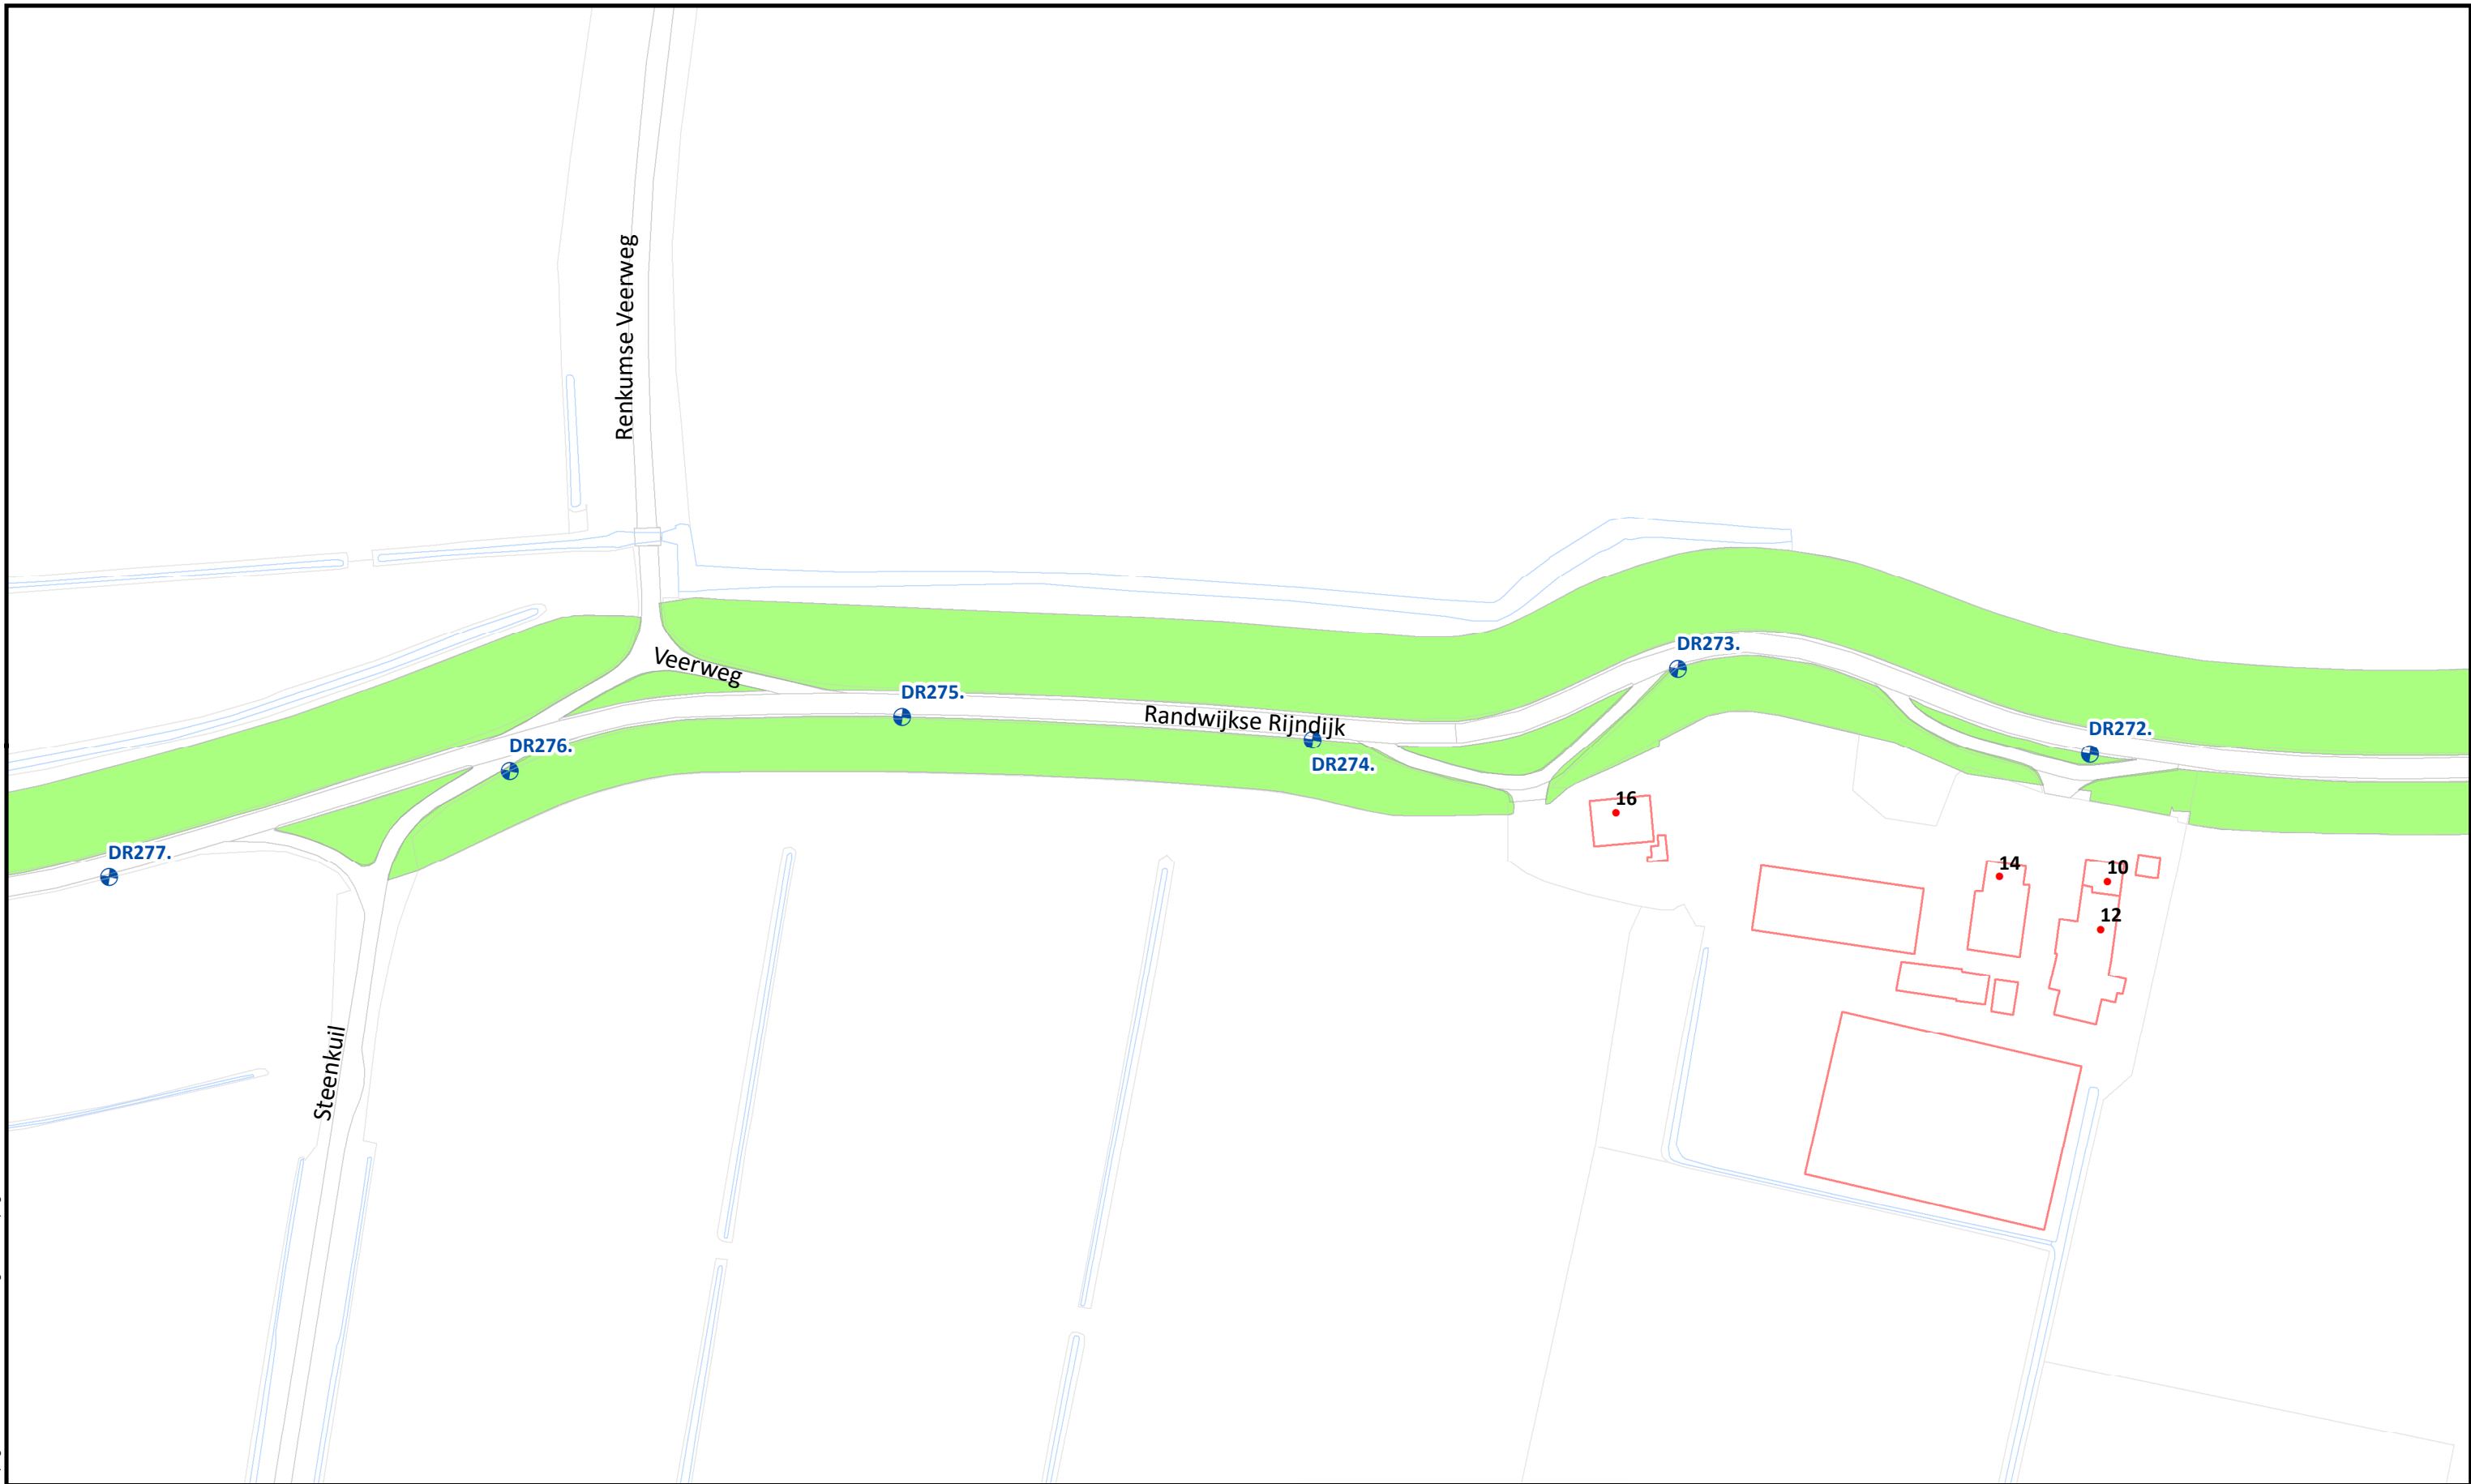 Renkumse Veerweg
Veerweg
DR273.
DR275.
Randwijkse Rijndijk
DR272.
DR276.
DR274.
16
DR277.
14
10
12
Steenkuil